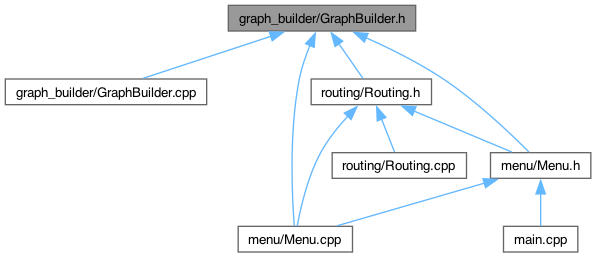 graph_builder/GraphBuilder.h
graph_builder/GraphBuilder.cpp
routing/Routing.h
routing/Routing.cpp
menu/Menu.h
menu/Menu.cpp
main.cpp